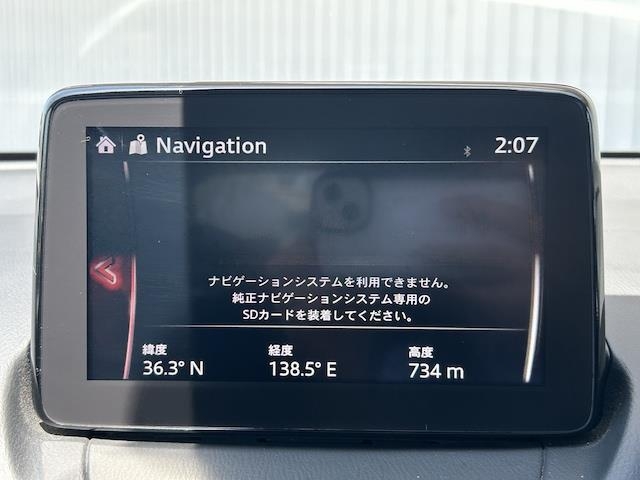 Navigation 2:07
ナビゲーションシステムを利用できません。
純正ナビゲーションシステム専用の
SDカードを装着してください。
緯度 経度 高度
36.3° N 138.5° E 734 m